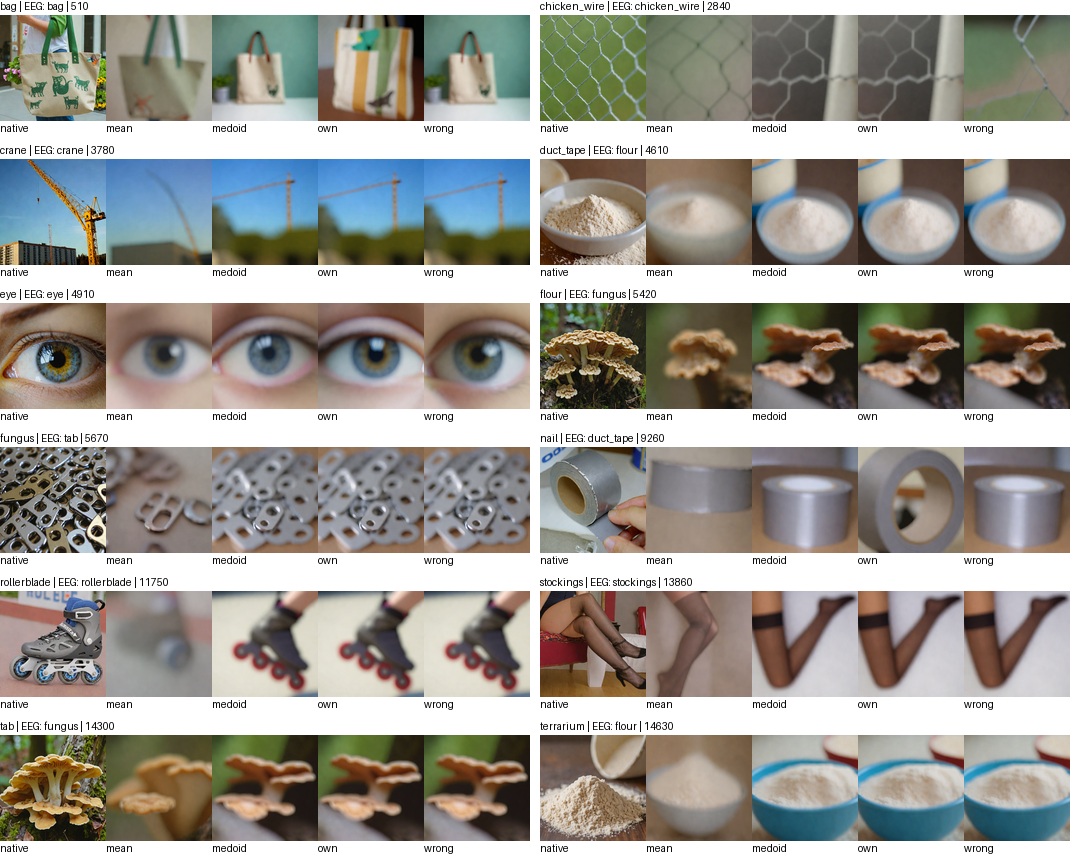 bag | EEG: bag | 510
native mean medoid own wrong
chicken_wire | EEG: chicken_wire | 2840
native mean medoid own wrong
crane | EEG: crane | 3780
native mean medoid own wrong
duct_tape | EEG: flour | 4610
native mean medoid own wrong
eye | EEG: eye | 4910
native mean medoid own wrong
flour | EEG: fungus | 5420
native mean medoid own wrong
fungus | EEG: tab | 5670
native mean medoid own wrong
nail | EEG: duct_tape | 9260
native mean medoid own wrong
rollerblade | EEG: rollerblade | 11750
native mean medoid own wrong
stockings | EEG: stockings | 13860
native mean medoid own wrong
tab | EEG: fungus | 14300
native mean medoid own wrong
terrarium | EEG: flour | 14630
native mean medoid own wrong